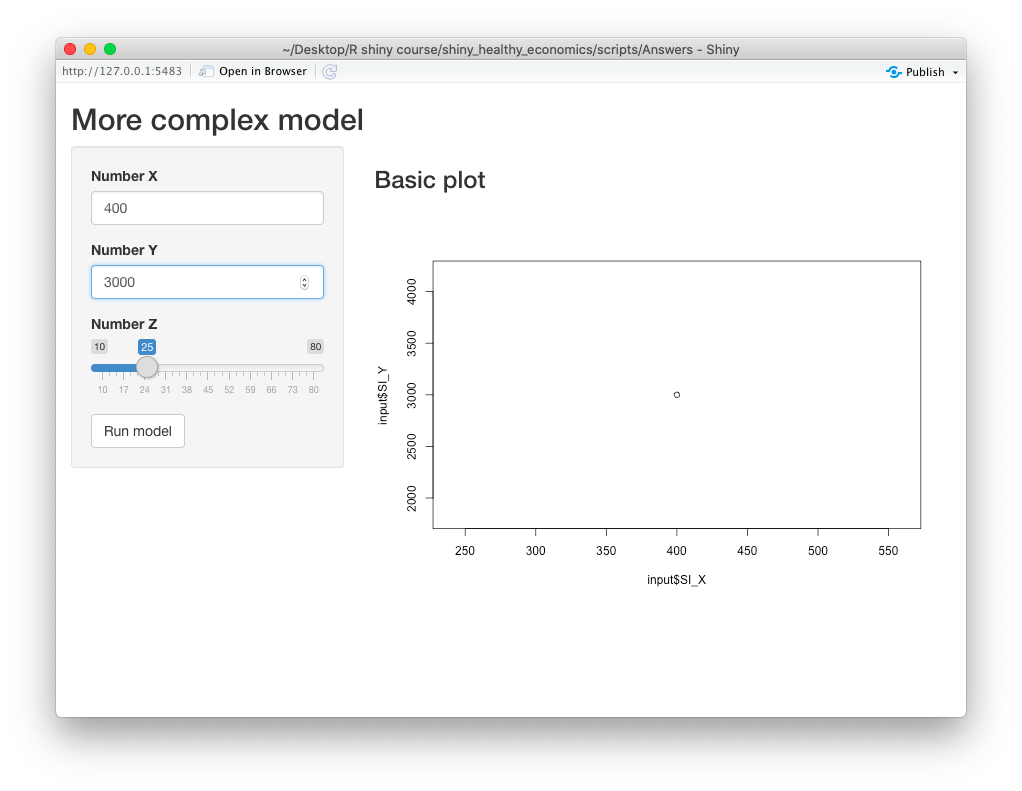 ~/Desktop/R shiny course/shiny_healthy_economics/scripts/Answers - Shiny
http://127.0.0.1:5483 Open in Browser Publish
More complex model
Number X
400
Number Y
3000
Number Z
10 25 80
10 17 24 31 38 45 52 59 66 73 80
Run model
Basic plot
input$SI_Y
4000
3500
3000
2500
2000
250 300 350 400 450 500 550
input$SI_X